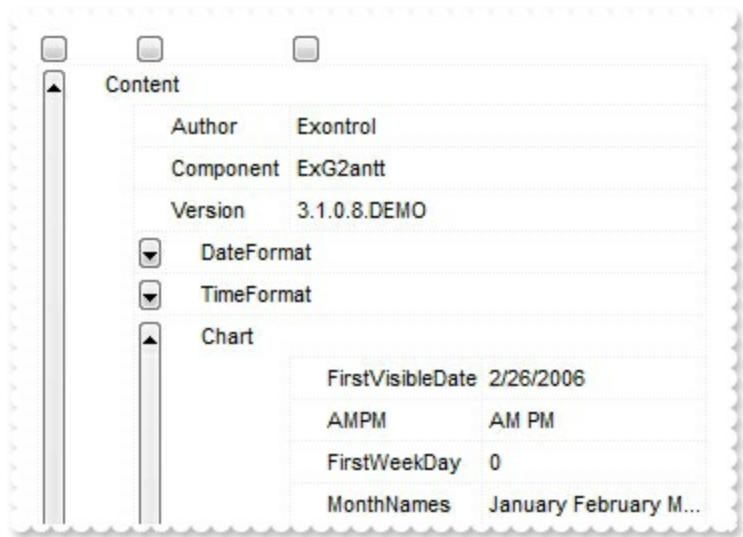 Content
Author Exontrol
Component ExG2antt
Version 3.1.0.8.DEMO
DateFormat
TimeFormat
Chart
FirstVisibleDate 2/26/2006
AMPM AM PM
FirstWeekDay 0
MonthNames January February M...